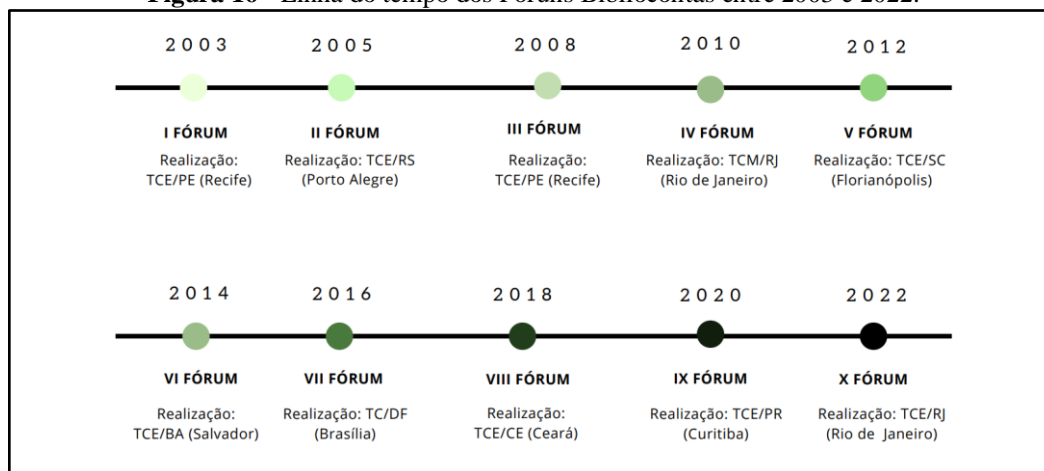 Figura 10 - Linha do tempo dos Fóruns Bibliocontas entre 2003 e 2022.
2003 2005 2008 2010 2012
I FÓRUM II FÓRUM III FÓRUM IV FÓRUM V FÓRUM
Realização: Realização: TCE/RS Realização: Realização: TCM/RJ Realização: TCE/SC
TCE/PE (Recife) (Porto Alegre) TCE/PE (Recife) (Rio de Janeiro) (Florianópolis)
2014 2016 2018 2020 2022
VI FÓRUM VII FÓRUM VIII FÓRUM IX FÓRUM X FÓRUM
Realização: Realização: TC/DF Realização: Realização: TCE/PR Realização: TCE/RJ
TCE/BA (Salvador) (Brasília) TCE/CE (Ceará) (Curitiba) (Rio de Janeiro)